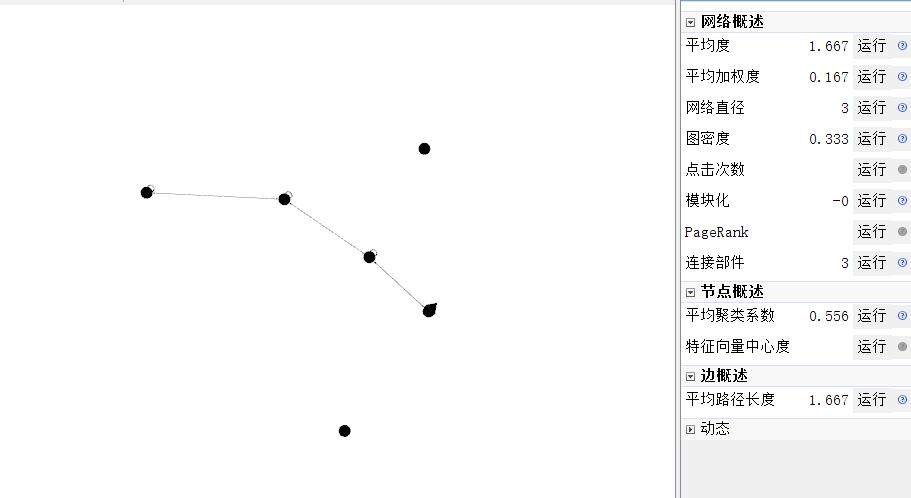 网络概述
平均度 1.667 运行
平均加权度 0.167 运行
网络直径 3 运行
图密度 0.333 运行
点击次数 运行
模块化 -0 运行
PageRank 运行
连接部件 3 运行
节点概述
平均聚类系数 0.556 运行
特征向量中心度 运行
边概述
平均路径长度 1.667 运行
动态